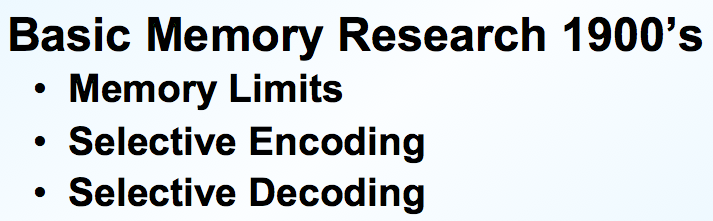 Basic Memory Research 1900's
• Memory Limits
• Selective Encoding
• Selective Decoding